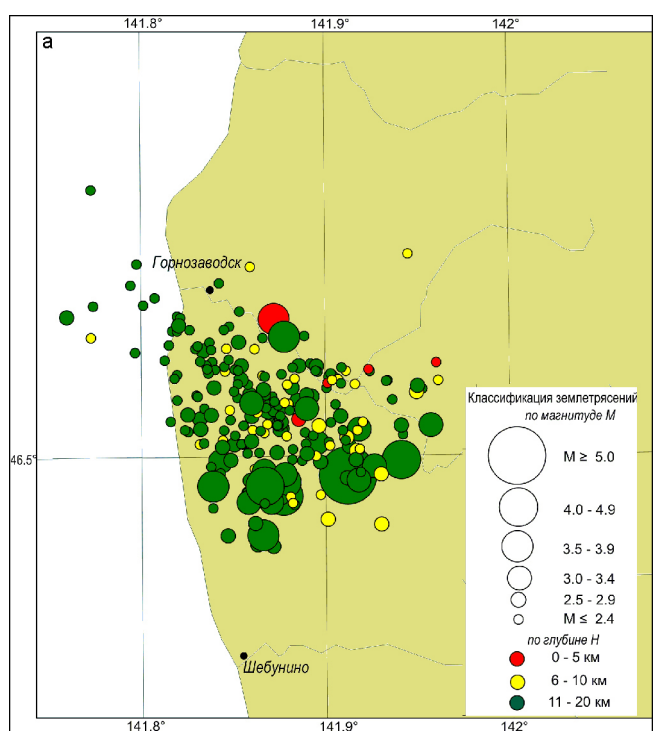 141.8° 141.9° 142°
а
Горнозаводск
46.5°
Шебунино
Классификация землетрясений
по магнитуде М
М ≥ 5.0
4.0 - 4.9
3.5 - 3.9
3.0 - 3.4
2.5 - 2.9
М ≤ 2.4
по глубине Н
0 - 5 км
6 - 10 км
11 - 20 км
141.8° 141.9° 142°